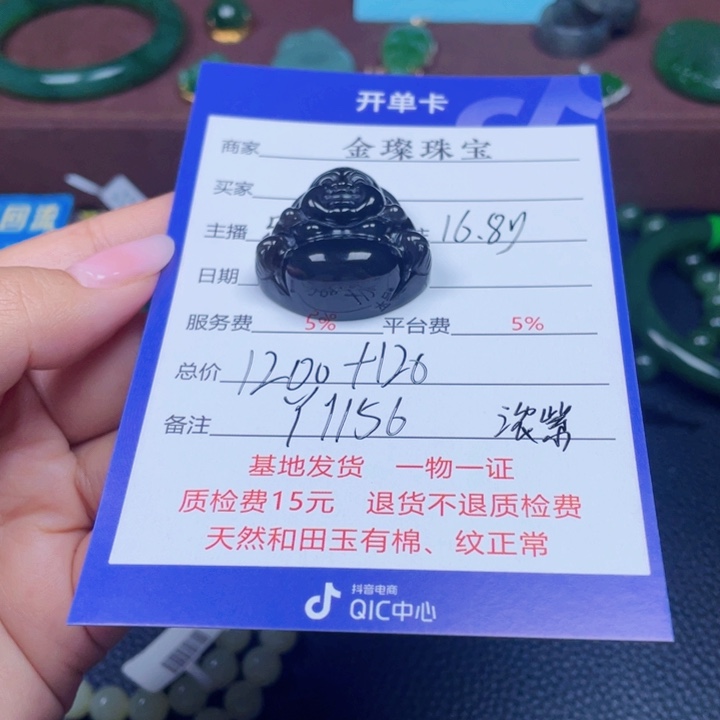 开单卡
商家 金璨珠宝
买家
主播 16.8g
日期
服务费 5% 平台费 5%
总价 1200+120
备注 ¥1156 浓紫
基地发货 一物一证
质检费15元 退货不退质检费
天然和田玉有棉、纹正常
抖音电商
QIC中心